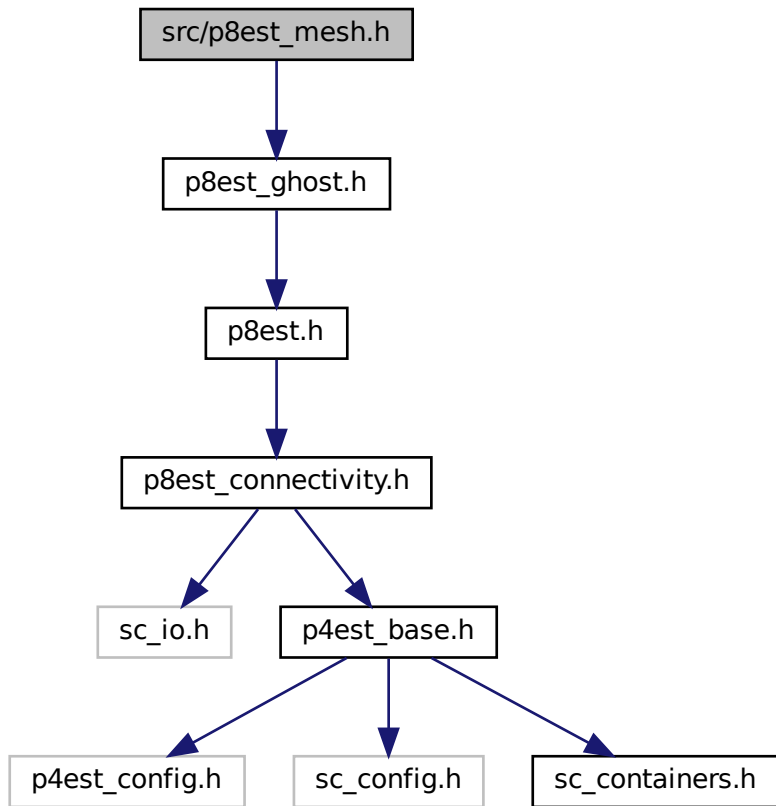 src/p8est_mesh.h
p8est_ghost.h
p8est.h
p8est_connectivity.h
sc_io.h
p4est_base.h
p4est_config.h
sc_config.h
sc_containers.h